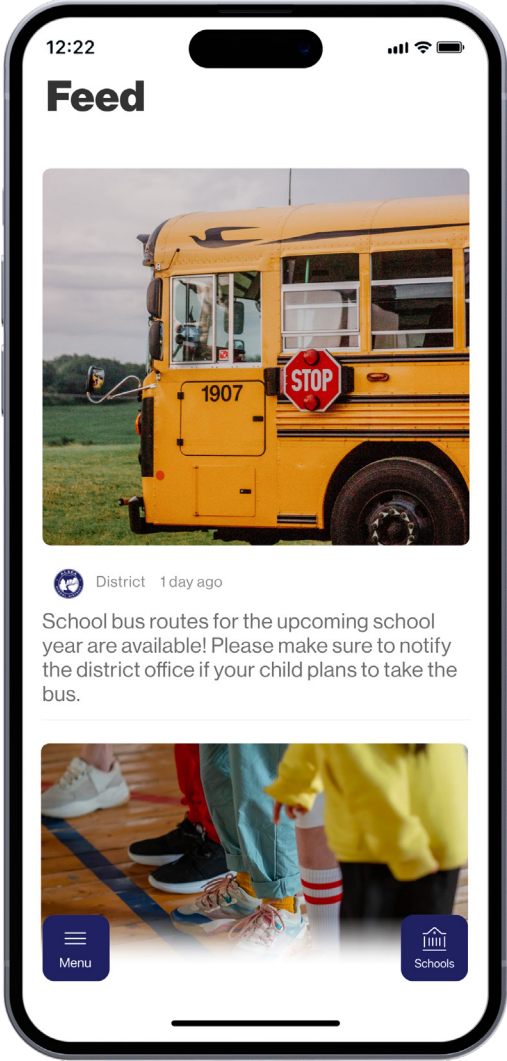 12:22
Feed
1907
STOP
District 1 day ago
School bus routes for the upcoming school
year are available! Please make sure to notify
the district office if your child plans to take the
bus.
Menu
Schools